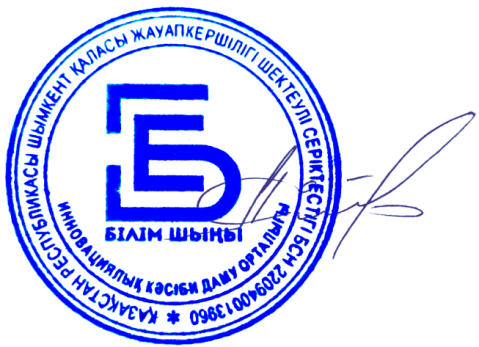 ҚАЗАҚСТАН РЕСПУБЛИКАСЫ ШЫМКЕНТ ҚАЛАСЫ ЖАУАПКЕРШІЛІГІ ШЕКТЕУЛІ СЕРІКТЕСТІГІ БСН 220940013960 *
БІЛІМ ШЫҢЫ
ИННОВАЦИЯЛЫҚ КӘСІБИ ДАМУ ОРТАЛЫҒЫ